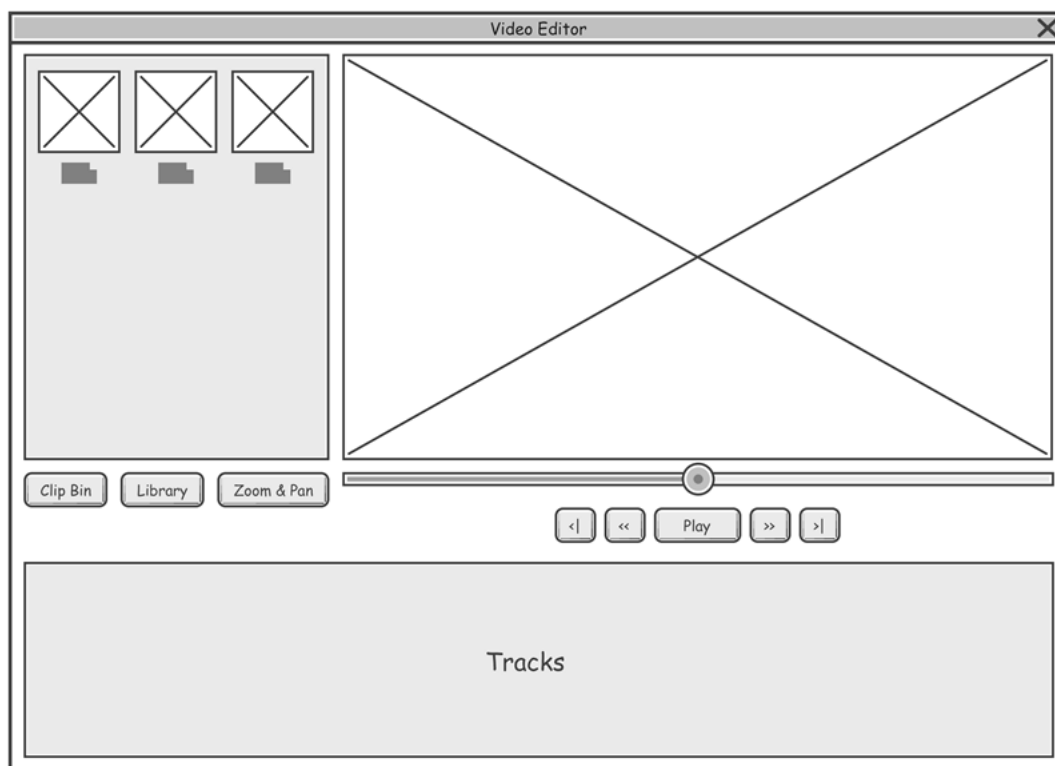 Video Editor
Clip Bin
Library
Zoom & Pan
<|
<<
Play
>>
>|
Tracks